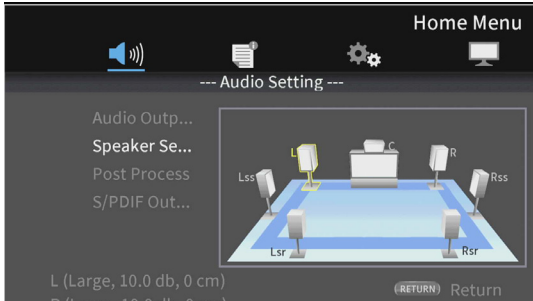 Home Menu
--- Audio Setting ---
Audio Outp...
Speaker Se...
Post Process
S/PDIF Out...
L
C
R
Lss
Rss
Lsr
Rsr
L (Large, 10.0 db, 0 cm)
RETURN Return